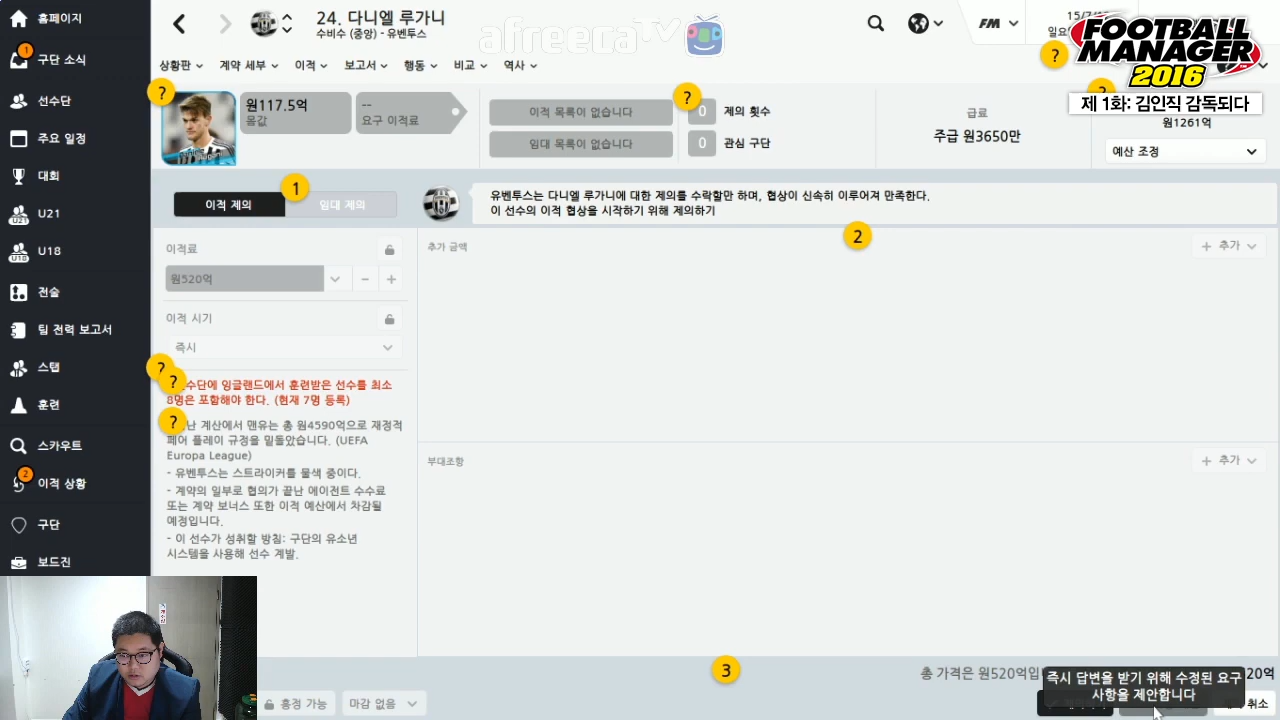 홈페이지
1
구단 소식
선수단
주요 일정
대회
U21
U21
U18
U18
전술
팀 전력 보고서
스탭
훈련
스카우트
2
이적 상황
구단
보드진
24. 다니엘 루가니
수비수 (중앙) - 유벤투스
afreecaTV
FM
15/7/
FOOTBALL
MANAGER
2016
제 1화: 김인직 감독되다
상황판
계약 세부
이적
보고서
행동
비교
역사
?
원117.5억
몸값
--
요구 이적료
이적 목록이 없습니다
임대 목록이 없습니다
?
0 제의 횟수
0 관심 구단
급료
주급 원3650만
?
원1261억
예산 조정
이적 제의
1
임대 제의
유벤투스는 다니엘 루가니에 대한 제의를 수락할만 하며, 협상이 신속히 이루어져 만족한다.
이 선수의 이적 협상을 시작하기 위해 제의하기
2
이적료
원520억
이적 시기
즉시
?
?
수단에 잉글랜드에서 훈련받은 선수를 최소
8명은 포함해야 한다. (현재 7명 등록)
?
난 계산에서 맨유는 총 원4590억으로 재정적
페어 플레이 규정을 밑돌았습니다. (UEFA
Europa League)
- 유벤투스는 스트라이커를 물색 중이다.
- 계약의 일부로 협의가 끝난 에이전트 수수료
또는 계약 보너스 또한 이적 예산에서 차감될
예정입니다.
- 이 선수가 성취할 방침: 구단의 유소년
시스템을 사용해 선수 계발.
추가 금액
+ 추가
부대조항
+ 추가
3
흥정 가능
마감 없음
총 가격은 원520억입
20억
즉시 답변을 받기 위해 수정된 요구
사항을 제안합니다
취소